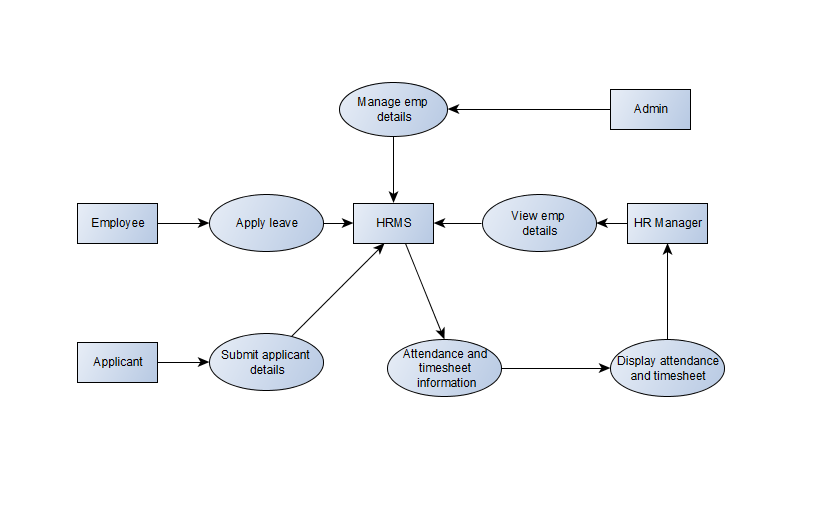 Manage emp
details
Admin
Employee
Apply leave
HRMS
View emp
details
HR Manager
Applicant
Submit applicant
details
Attendance and
timesheet
information
Display attendance
and timesheet